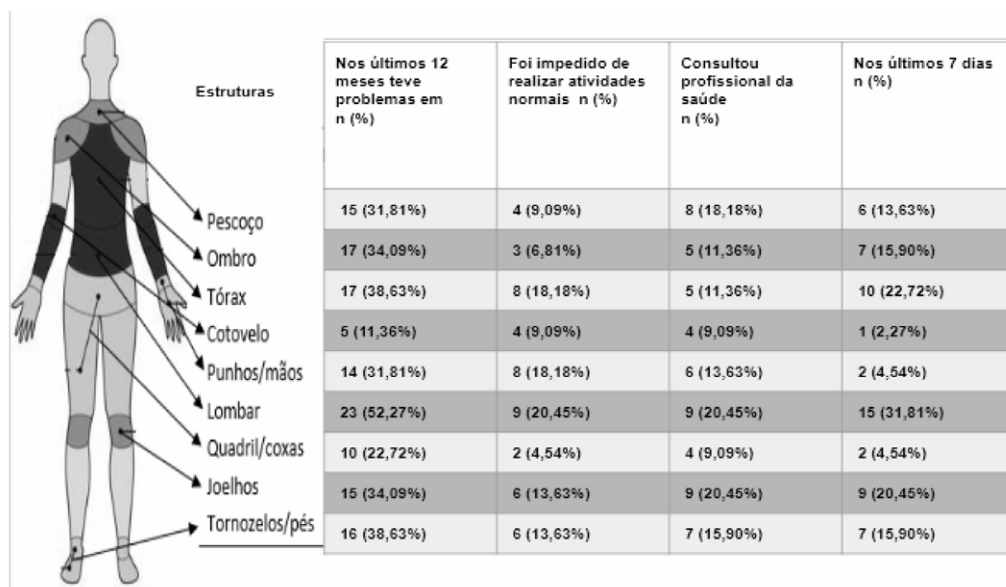 Estruturas
Nos últimos 12
meses teve
problemas em
n (%)
Foi impedido de
realizar atividades
normais n (%)
Consultou
profissional da
saúde
n (%)
Nos últimos 7 dias
n (%)
Pescoço
15 (31,81%)
4 (9,09%)
8 (18,18%)
6 (13,63%)
Ombro
17 (34,09%)
3 (6,81%)
5 (11,36%)
7 (15,90%)
Tórax
17 (38,63%)
8 (18,18%)
5 (11,36%)
10 (22,72%)
Cotovelo
5 (11,36%)
4 (9,09%)
4 (9,09%)
1 (2,27%)
Punhos/mãos
14 (31,81%)
8 (18,18%)
6 (13,63%)
2 (4,54%)
Lombar
23 (52,27%)
9 (20,45%)
9 (20,45%)
15 (31,81%)
Quadril/coxas
10 (22,72%)
2 (4,54%)
4 (9,09%)
2 (4,54%)
Joelhos
15 (34,09%)
6 (13,63%)
9 (20,45%)
9 (20,45%)
Tornozelos/pés
16 (38,63%)
6 (13,63%)
7 (15,90%)
7 (15,90%)